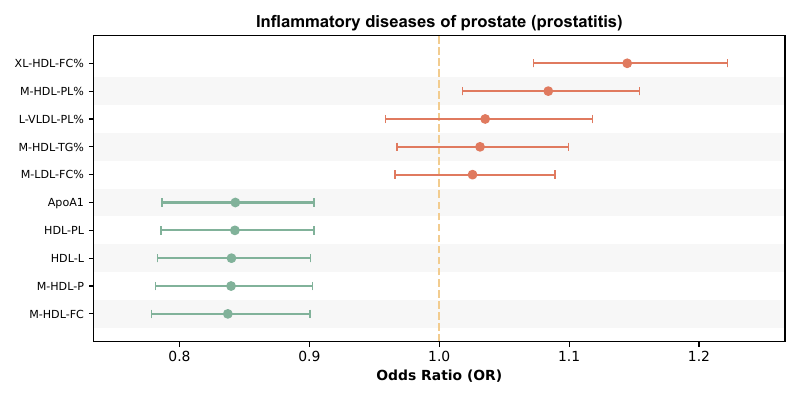 Inflammatory diseases of prostate (prostatitis)
XL-HDL-FC%
M-HDL-PL%
L-VLDL-PL%
M-HDL-TG%
M-LDL-FC%
ApoA1
HDL-PL
HDL-L
M-HDL-P
M-HDL-FC
0.8 0.9 1.0 1.1 1.2
Odds Ratio (OR)